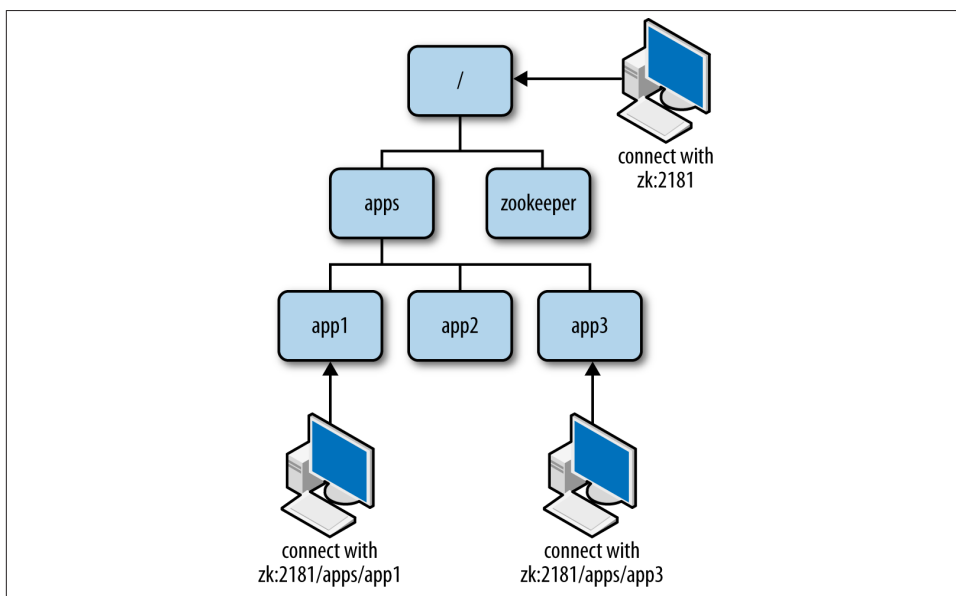 /
connect with
zk:2181
apps
zookeeper
app1
app2
app3
connect with
zk:2181/apps/app1
connect with
zk:2181/apps/app3